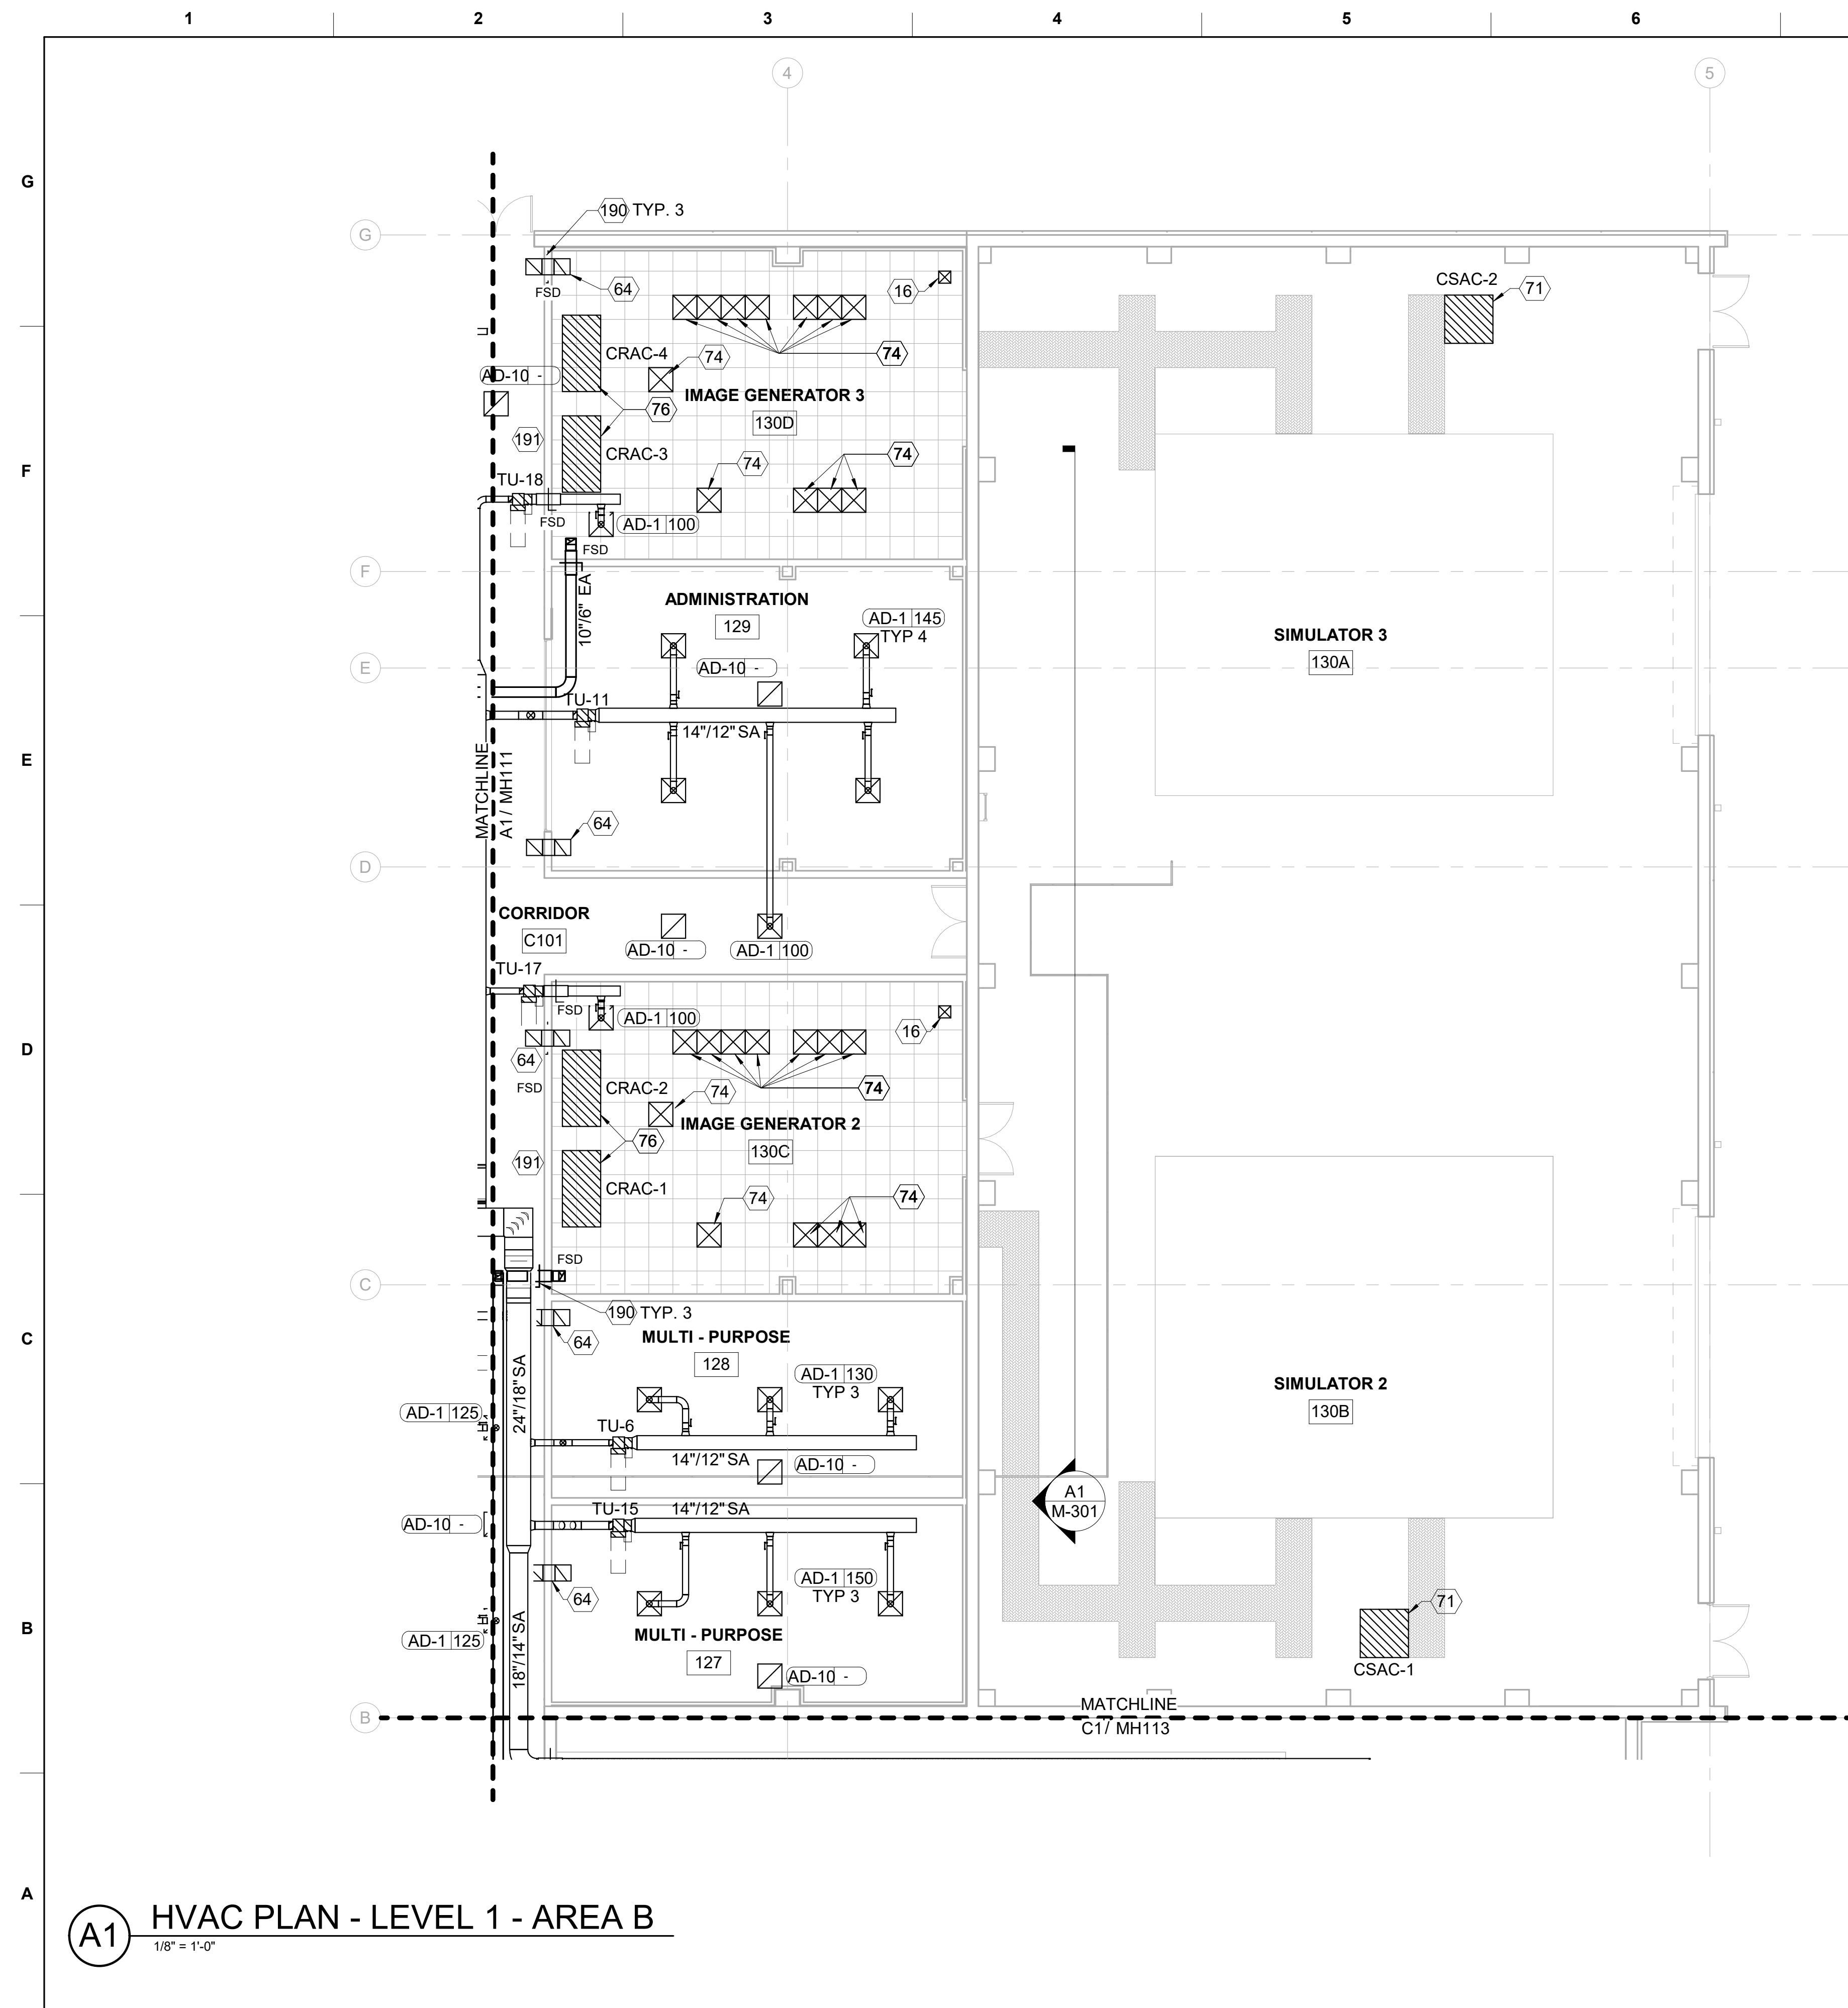 1 2 3 4 5 6
4 5
G
G
190 TYP. 3
FSD
64
16
CSAC-2
71
CRAC-4
74
74
AD-10 -
IMAGE GENERATOR 3
130D
76
191
CRAC-3
74
74
F
TU-18
FSD
AD-1 100
FSD
F
10"/6" EA
ADMINISTRATION
129
AD-1 145
TYP 4
SIMULATOR 3
130A
E
AD-10 -
TU-11
14"/12" SA
E
MATCHLINE
A1 / MH111
64
D
CORRIDOR
C101
AD-10 -
AD-1 100
TU-17
FSD
AD-1 100
16
D
64
FSD
CRAC-2
74
74
IMAGE GENERATOR 2
130C
76
191
CRAC-1
74
74
FSD
C
190 TYP. 3
64
C
MULTI - PURPOSE
128
AD-1 130
TYP 3
SIMULATOR 2
130B
24"/18" SA
AD-1 125
TU-6
14"/12" SA
AD-10 -
A1
M-301
TU-15 14"/12" SA
AD-10 -
64
AD-1 150
TYP 3
71
B
AD-1 125
18"/14" SA
MULTI - PURPOSE
127
AD-10 -
CSAC-1
B
MATCHLINE
C1 / MH113
A
A1
HVAC PLAN - LEVEL 1 - AREA B
1/8" = 1'-0"